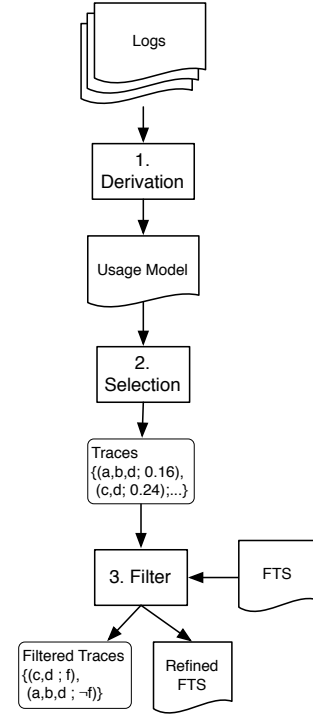 Logs
1.
Derivation
Usage Model
2.
Selection
Traces
{(a,b,d; 0.16),
(c,d; 0.24);...}
3. Filter
FTS
Filtered Traces
{(c,d ; f),
(a,b,d ; ¬f)}
Refined
FTS